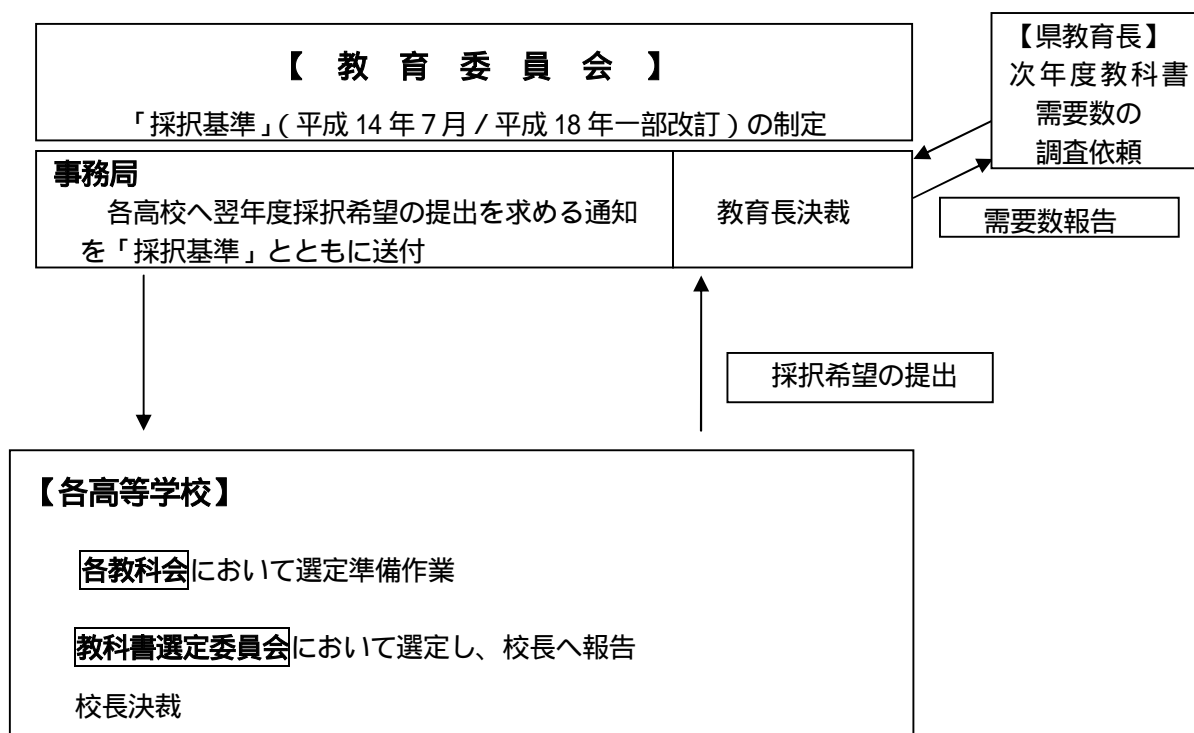 【 教 育 委 員 会 】
「採択基準」(平成14年7月/平成18年一部改訂)の制定
【県教育長】
次年度教科書
需要数の
調査依頼
事務局
各高校へ翌年度採択希望の提出を求める通知
を「採択基準」とともに送付
教育長決裁
需要数報告
採択希望の提出
【各高等学校】
各教科会において選定準備作業
教科書選定委員会において選定し、校長へ報告
校長決裁